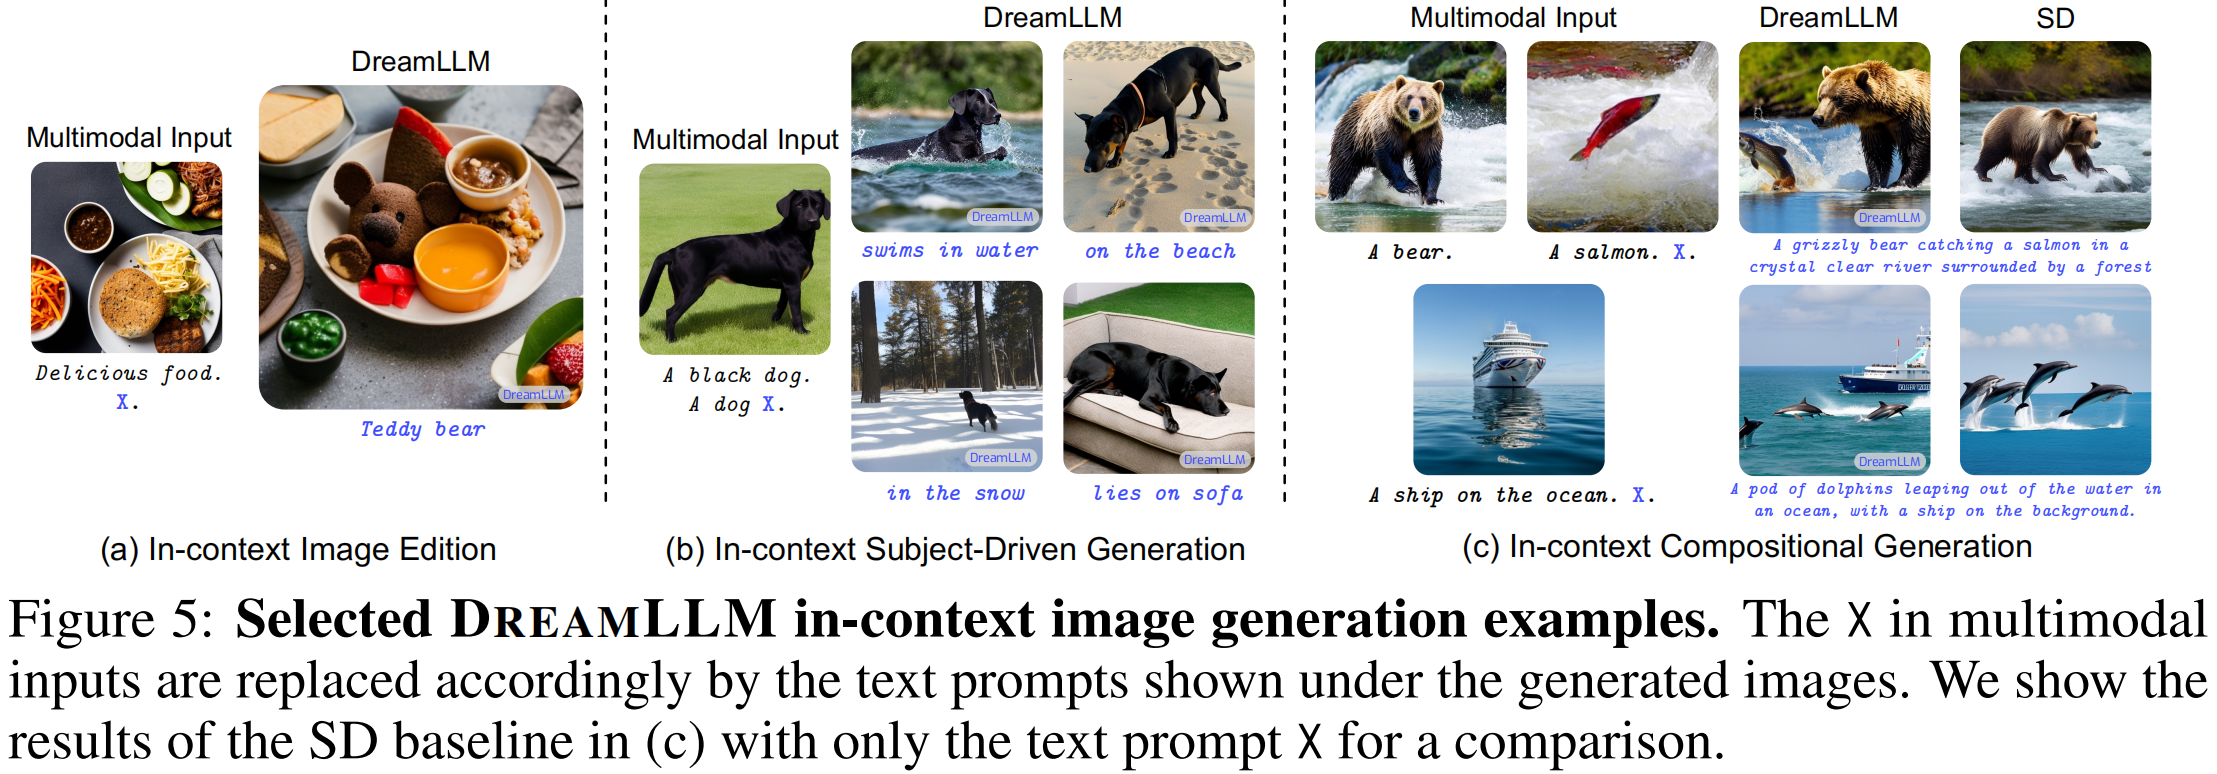 Multimodal Input
DreamLLM
DreamLLM
Delicious food.
X.
Teddy bear
(a) In-context Image Edition
DreamLLM
Multimodal Input
A black dog.
A dog X.
DreamLLM
swims in water
DreamLLM
on the beach
DreamLLM
in the snow
DreamLLM
lies on sofa
(b) In-context Subject-Driven Generation
Multimodal Input
DreamLLM
SD
A bear.
A salmon. X.
DreamLLM
A grizzly bear catching a salmon in a
crystal clear river surrounded by a forest
A ship on the ocean. X.
DreamLLM
A pod of dolphins leaping out of the water in
an ocean, with a ship on the background.
(c) In-context Compositional Generation
Figure 5: Selected DREAMLLM in-context image generation examples. The X in multimodal
inputs are replaced accordingly by the text prompts shown under the generated images. We show the
results of the SD baseline in (c) with only the text prompt X for a comparison.